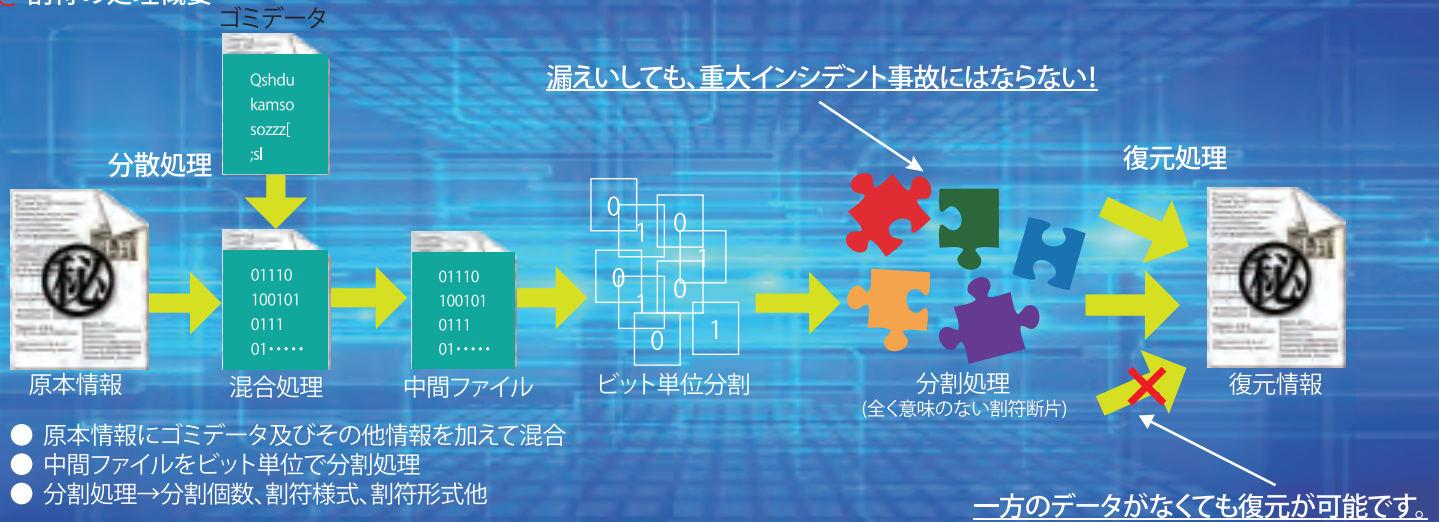 割符の処理概要
ゴミデータ
Qshdu
kamso
sozzz[
;sl
漏えいしても、重大インシデント事故にはならない!
分散処理
復元処理
秘
01110
100101
0111
01・・・・・
01110
100101
0111
01・・・・・
0
1
0
1
0
1
0
0
1
秘
原本情報
混合処理
中間ファイル
ビット単位分割
分割処理
(全く意味のない割符断片)
復元情報
● 原本情報にゴミデータ及びその他情報を加えて混合
● 中間ファイルをビット単位で分割処理
● 分割処理→分割個数、割符様式、割符形式他
一方のデータがなくても復元が可能です。